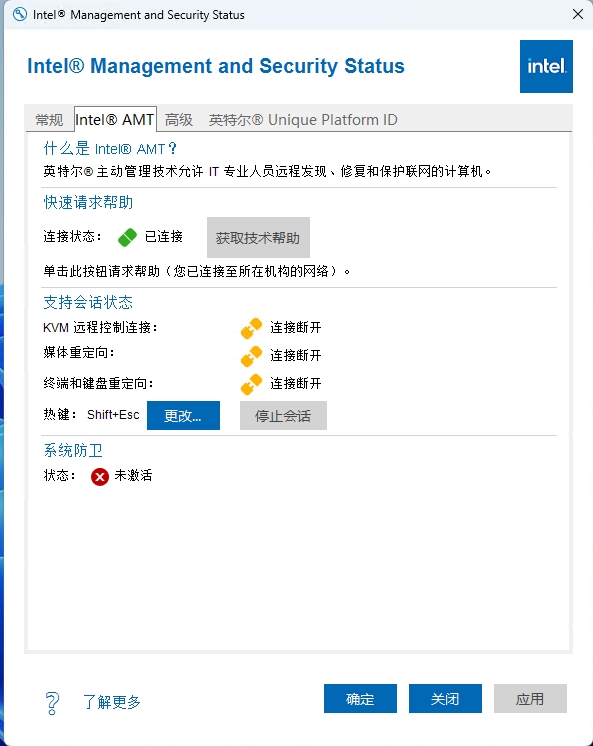 Intel® Management and Security Status
Intel® Management and Security Status
intel.
常规 Intel® AMT 高级 英特尔® Unique Platform ID
什么是 Intel® AMT？
英特尔® 主动管理技术允许 IT 专业人员远程发现、修复和保护联网的计算机。
快速请求帮助
连接状态： 已连接 获取技术帮助
单击此按钮请求帮助（您已连接至所在机构的网络）。
支持会话状态
KVM 远程控制连接： 连接断开
媒体重定向： 连接断开
终端和键盘重定向： 连接断开
热键： Shift+Esc 更改... 停止会话
系统防卫
状态： 未激活
了解更多 确定 关闭 应用